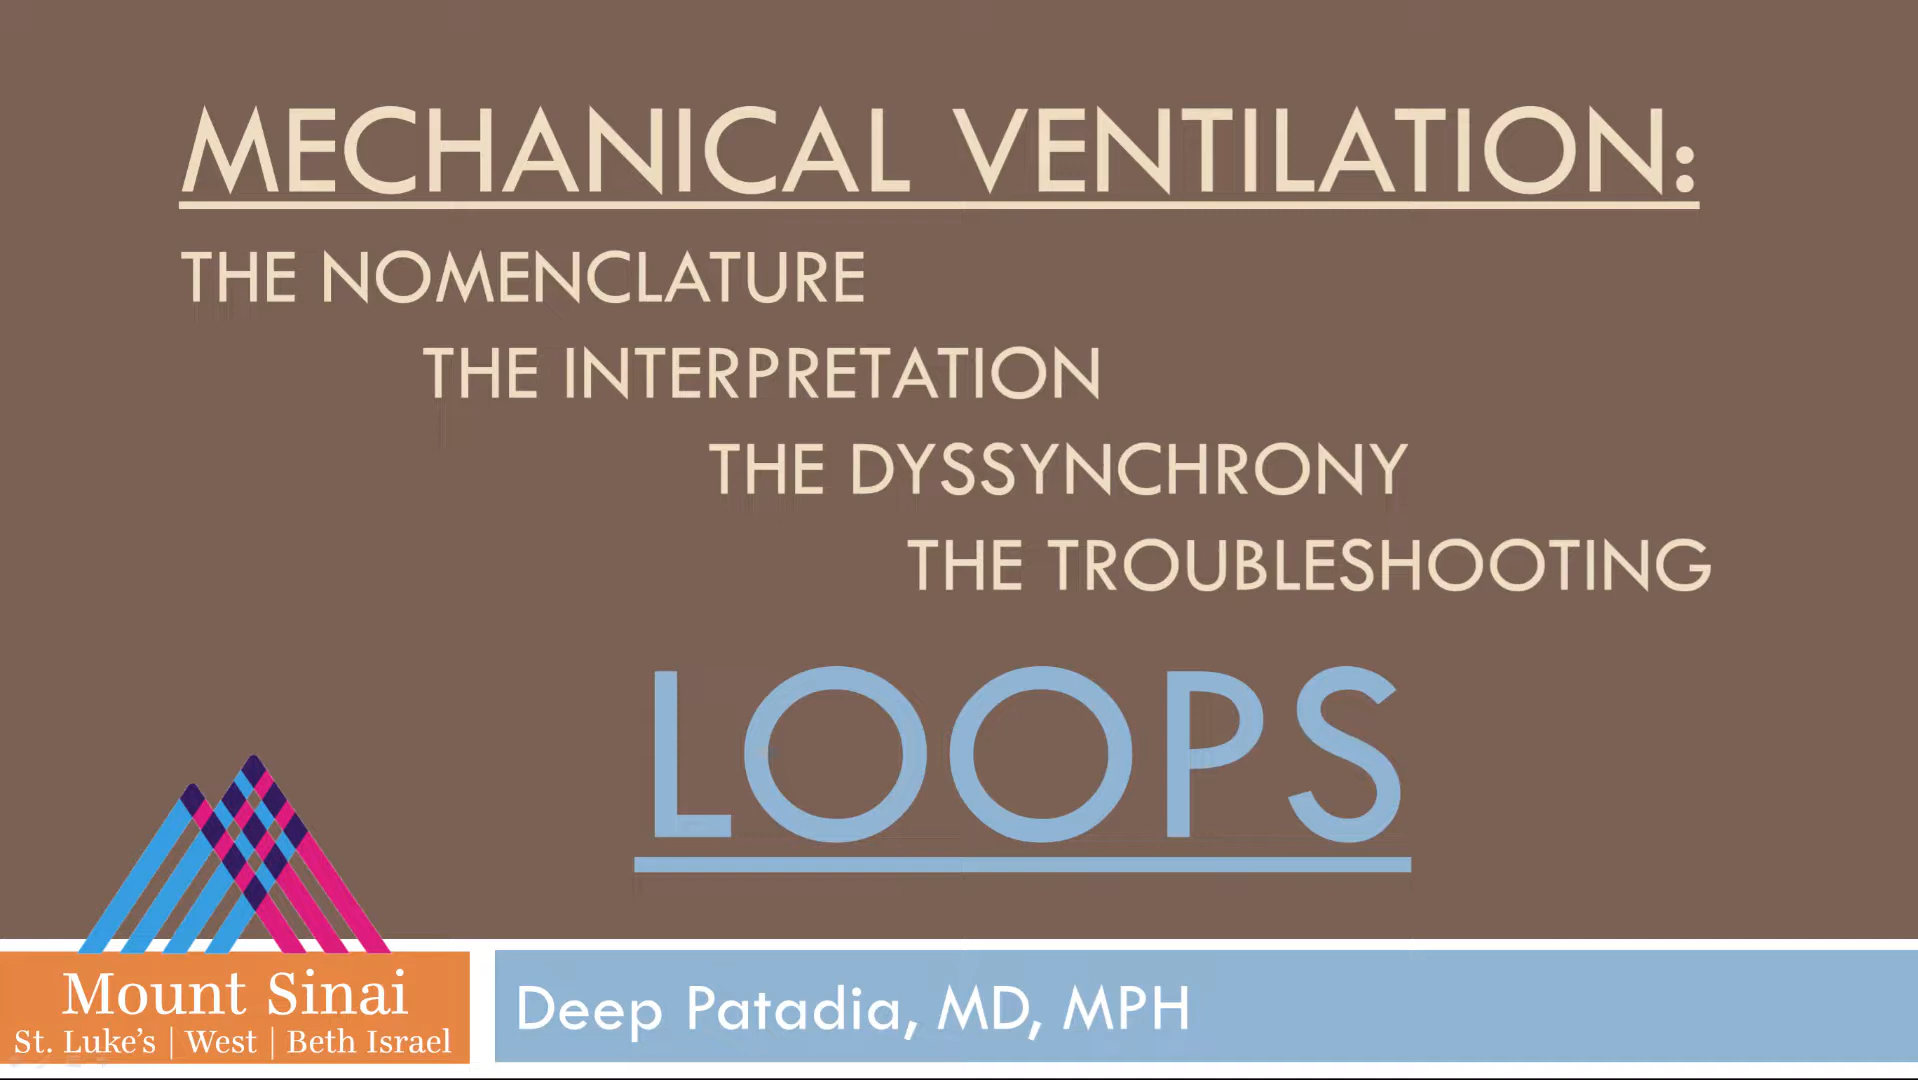 MECHANICAL VENTILATION:
THE NOMENCLATURE
THE INTERPRETATION
THE DYSSYNCHRONY
THE TROUBLESHOOTING
LOOPS
Mount Sinai
St. Luke's | West | Beth Israel
Deep Patadia, MD, MPH